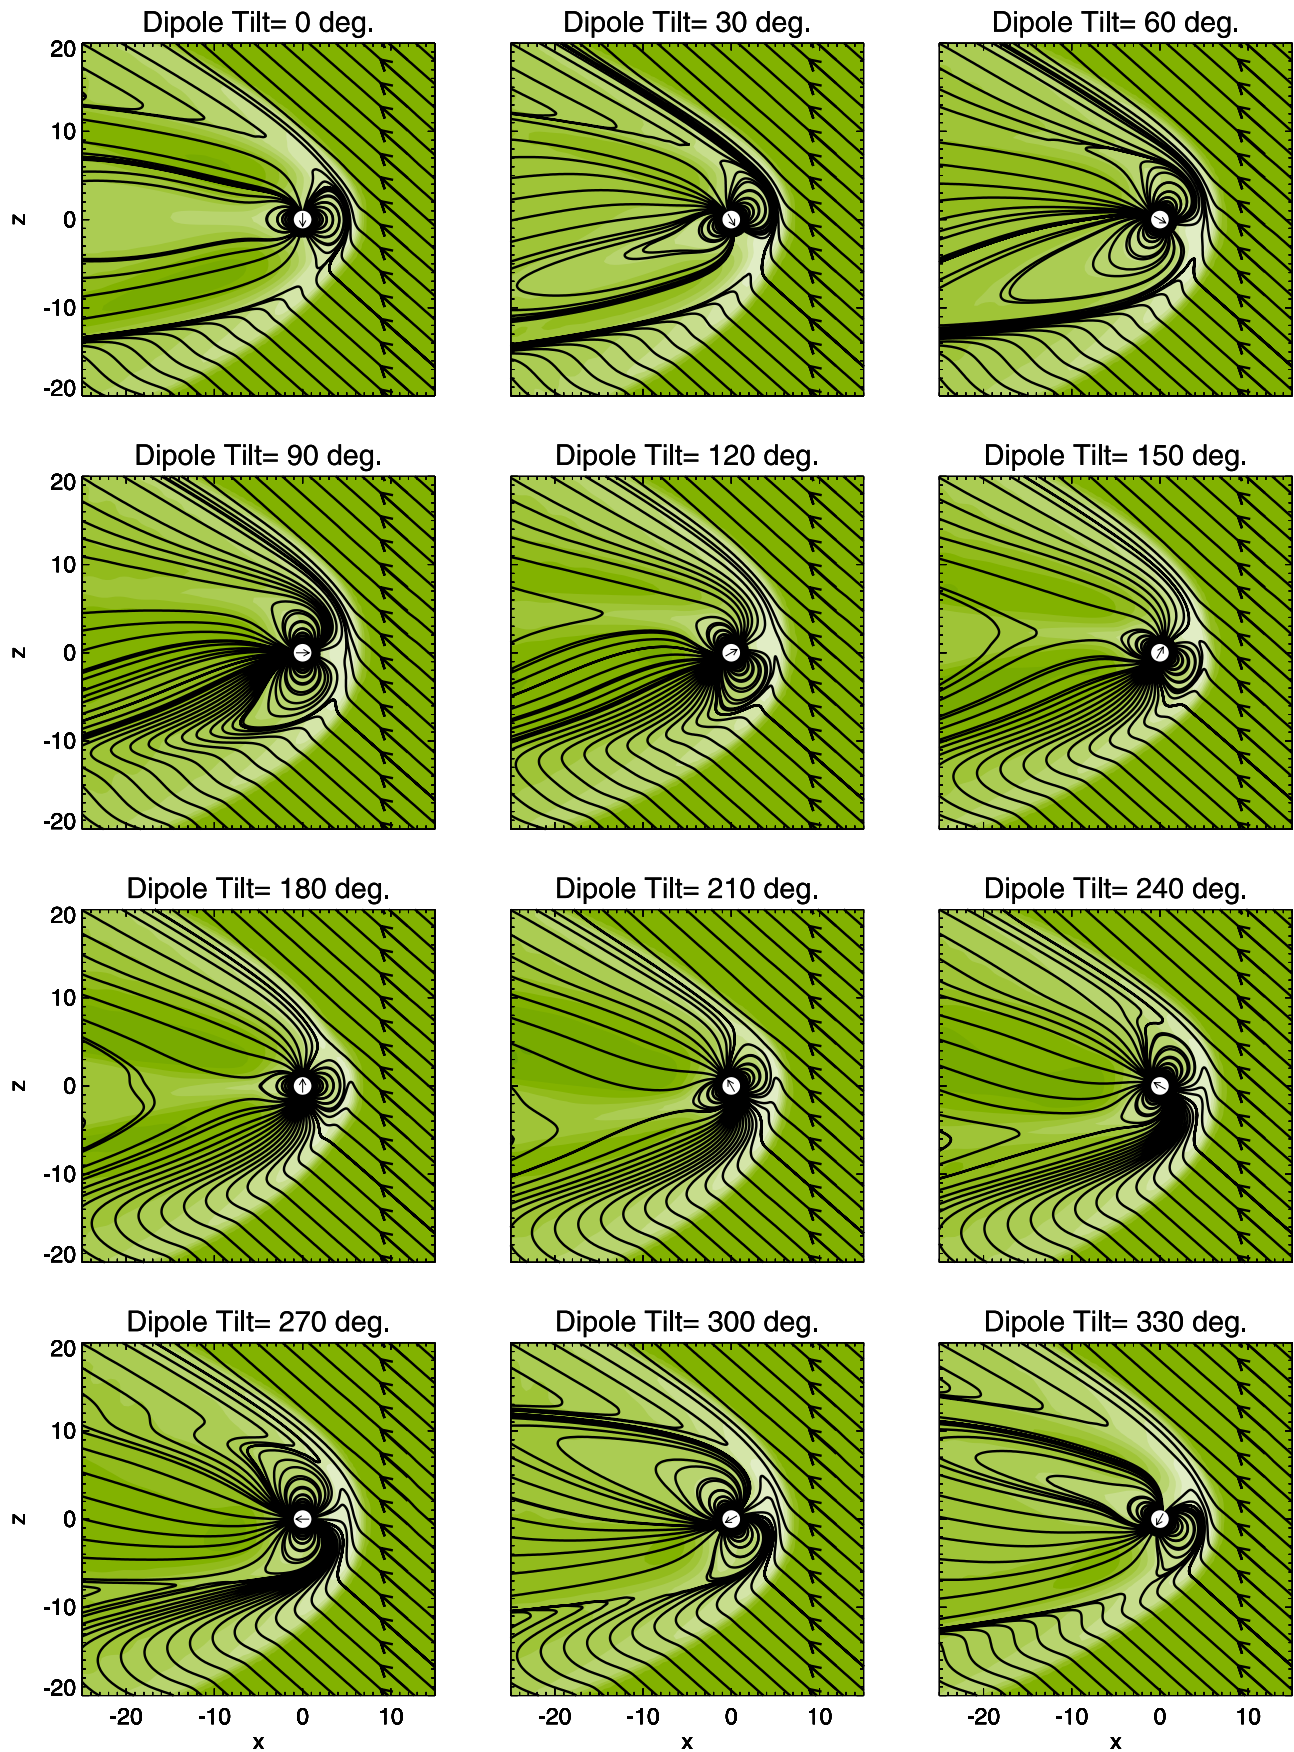 Dipole Tilt= 0 deg. Dipole Tilt= 30 deg. Dipole Tilt= 60 deg.
20
10
z 0
-10
-20
Dipole Tilt= 90 deg. Dipole Tilt= 120 deg. Dipole Tilt= 150 deg.
20
10
z 0
-10
-20
Dipole Tilt= 180 deg. Dipole Tilt= 210 deg. Dipole Tilt= 240 deg.
20
10
z 0
-10
-20
Dipole Tilt= 270 deg. Dipole Tilt= 300 deg. Dipole Tilt= 330 deg.
20
10
z 0
-10
-20
-20 -10 0 10 -20 -10 0 10 -20 -10 0 10
x x x